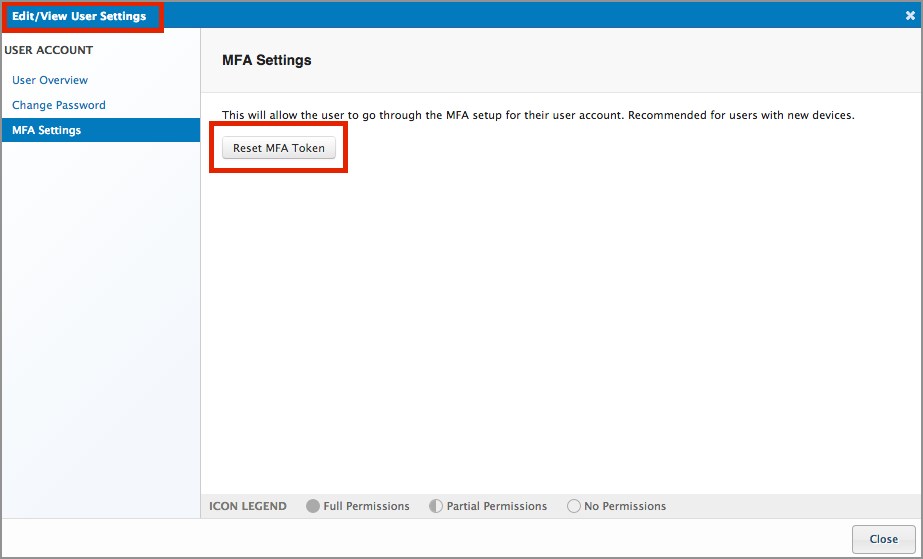 Edit/View User Settings
USER ACCOUNT
User Overview
Change Password
MFA Settings
MFA Settings
This will allow the user to go through the MFA setup for their user account. Recommended for users with new devices.
Reset MFA Token
ICON LEGEND Full Permissions Partial Permissions No Permissions
Close